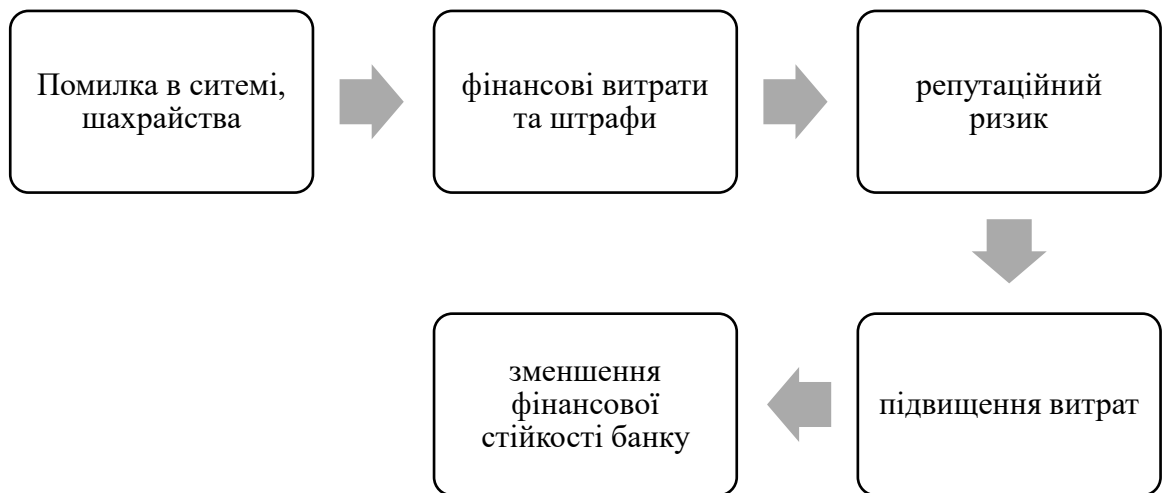 Помилка в ситемі,
шахрайства
фінансові витрати
та штрафи
репутаційний
ризик
підвищення витрат
зменшення
фінансової
стійкості банку